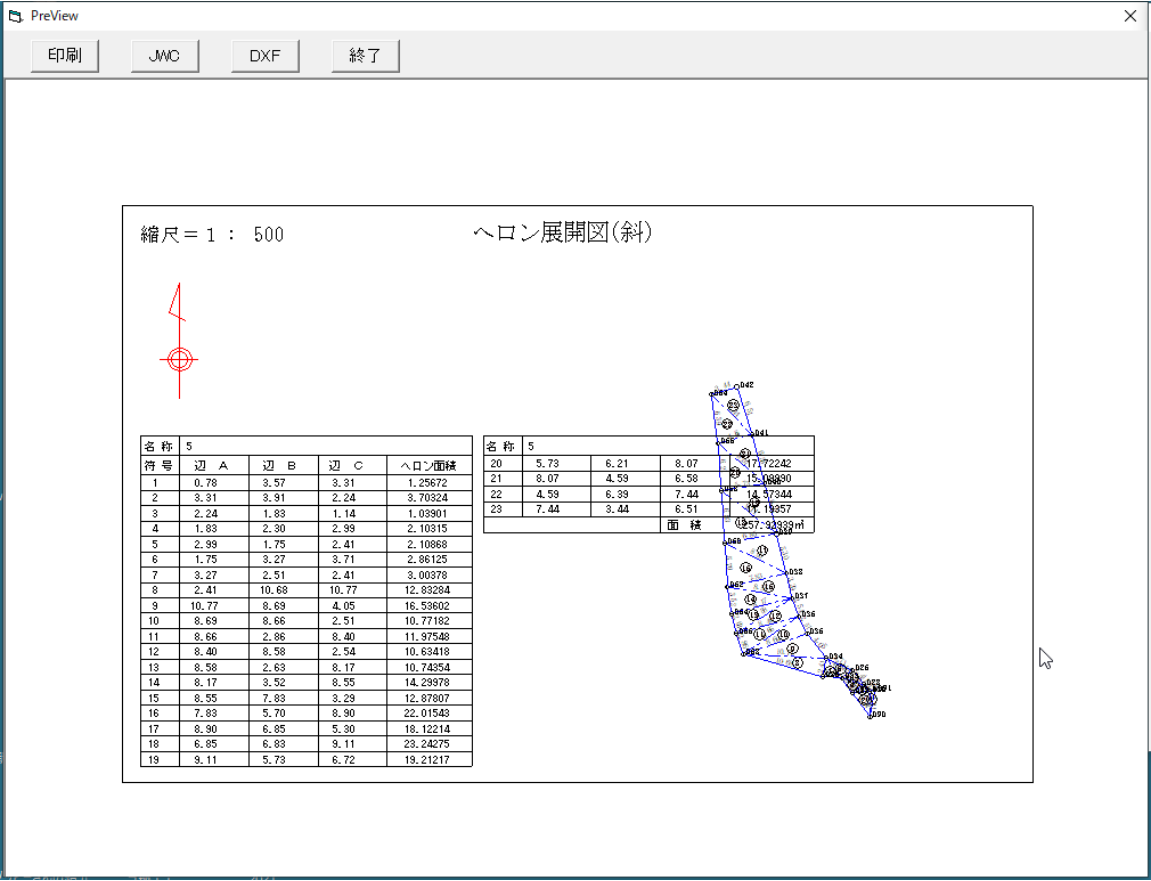 PreView
印刷 JWC DXF 終了
縮尺＝１： 500
ヘロン展開図(斜)
名称 5
符号 辺 A 辺 B 辺 C ヘロン面積
1 0.78 3.57 3.31 1.25672
2 3.31 3.91 2.24 3.70324
3 2.24 1.83 1.14 1.03901
4 1.83 2.30 2.99 2.10315
5 2.99 1.75 2.41 2.10868
6 1.75 3.27 3.71 2.86125
7 3.27 2.51 2.41 3.00378
8 2.41 10.68 10.77 12.83284
9 10.77 8.69 4.05 16.53602
10 8.69 8.66 2.51 10.77182
11 8.66 2.86 8.40 11.97548
12 8.40 8.58 2.54 10.63418
13 8.58 2.63 8.17 10.74354
14 8.17 3.52 8.55 14.29978
15 8.55 7.83 3.29 12.87807
16 7.83 5.70 8.90 22.01543
17 8.90 6.85 5.30 18.12214
18 6.85 6.83 9.11 23.24275
19 9.11 5.73 6.72 19.21217
名称 5
20 5.73 6.21 8.07 17.72242
21 8.07 4.59 6.58
22 4.59 6.39 7.44 14.57344
23 7.44 3.44 6.51
面積
D42
D41
D38
D37
D36
D34
D26
D90